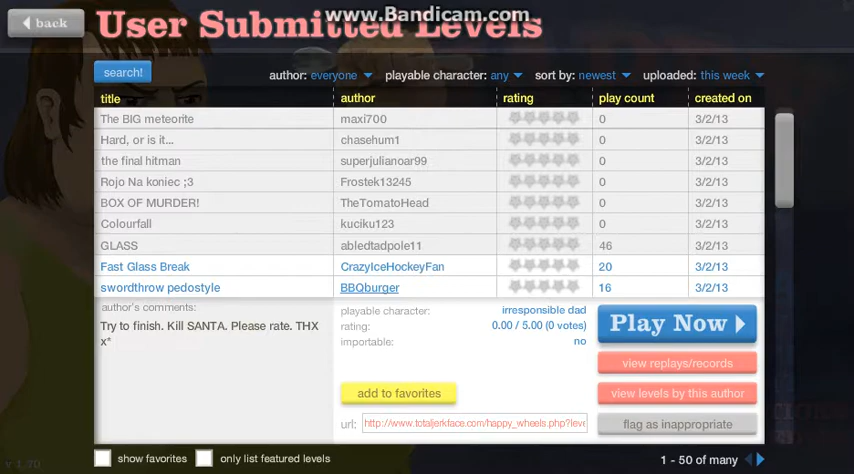 www.Bandicam.com
back
User Submitted Levels
search!
author: everyone playable character: any sort by: newest uploaded: this week
title author rating play count created on
The BIG meteorite maxi700 0 3/2/13
Hard, or is it... chasehum1 0 3/2/13
the final hitman superjulianoar99 0 3/2/13
Rojo Na koniec ;3 Frostek13245 0 3/2/13
BOX OF MURDER! TheTomatoHead 0 3/2/13
Colourfall kuciku123 0 3/2/13
GLASS abledtadpole11 46 3/2/13
Fast Glass Break CrazyIceHockeyFan 20 3/2/13
swordthrow pedostyle BBQburger 16 3/2/13
author's comments:
Try to finish. Kill SANTA. Please rate. THX
x*
playable character: irresponsible dad
rating: 0.00 / 5.00 (0 votes)
importable: no
add to favorites
url: http://www.totaljerkface.com/happy_wheels.php?leve
Play Now
view replays/records
view levels by this author
flag as inappropriate
v 1.70
show favorites only list featured levels 1 - 50 of many